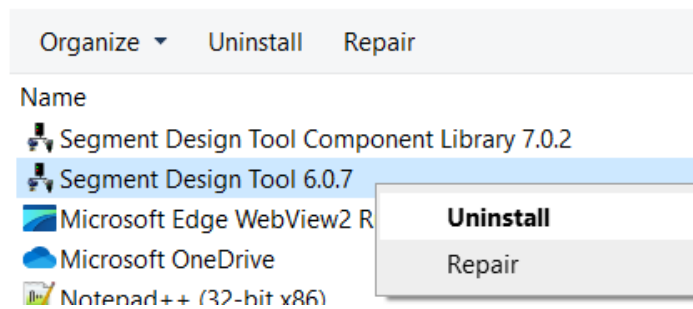 Organize Uninstall Repair
Name
Segment Design Tool Component Library 7.0.2
Segment Design Tool 6.0.7
Microsoft Edge WebView2 R
Uninstall
Microsoft OneDrive
Repair
Notepad++ (32-bit x86)